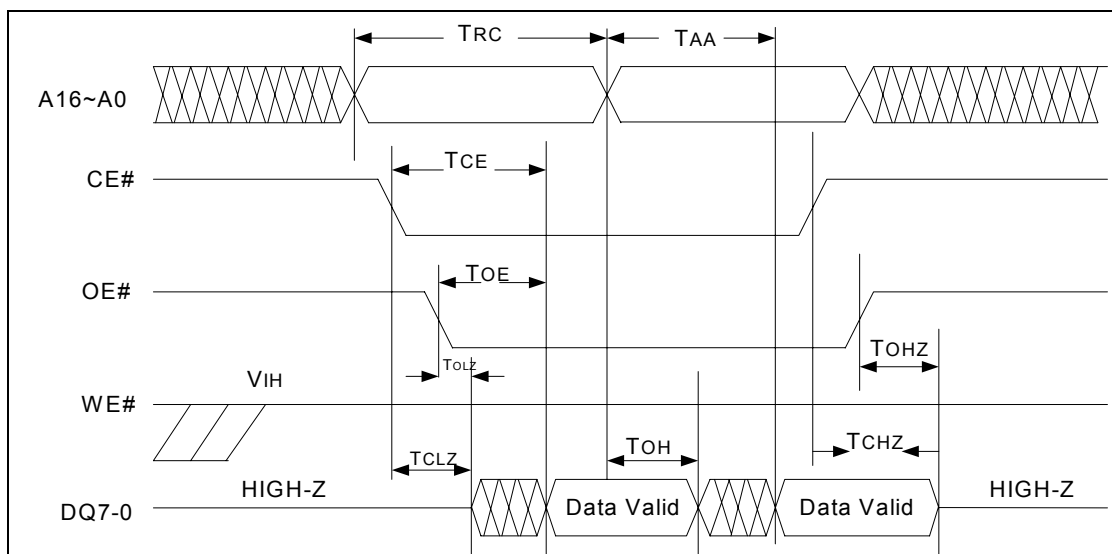 TRC TAA
A16~A0
TCE
CE#
TOE
OE#
TOHZ
TOLZ
VIH
WE#
TCLZ TOH TCHZ
HIGH-Z Data Valid Data Valid HIGH-Z
DQ7-0